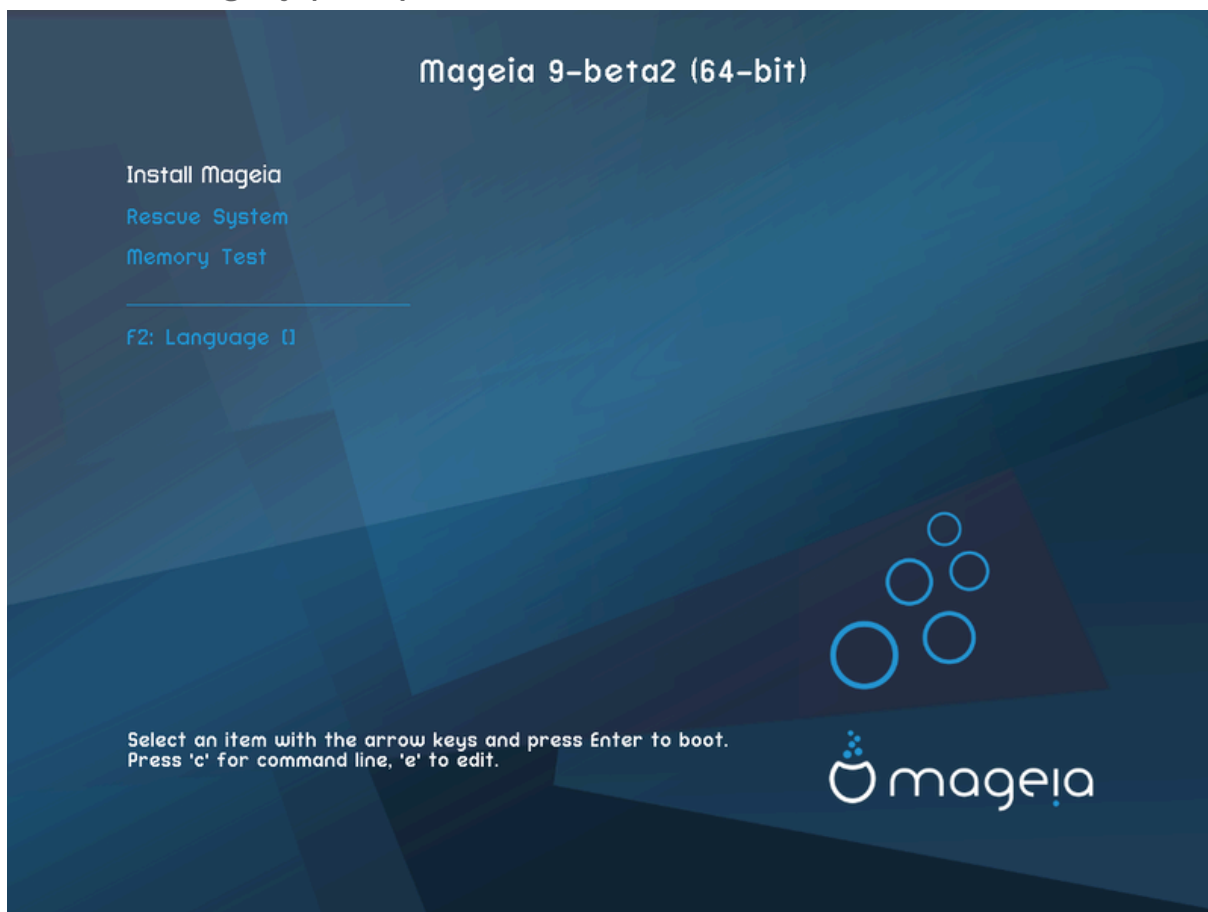 Mageia 9-beta2 (64-bit)
Install Mageia
Rescue System
Memory Test
F2: Language []
Select an item with the arrow keys and press Enter to boot.
Press 'c' for command line, 'e' to edit.
mageia